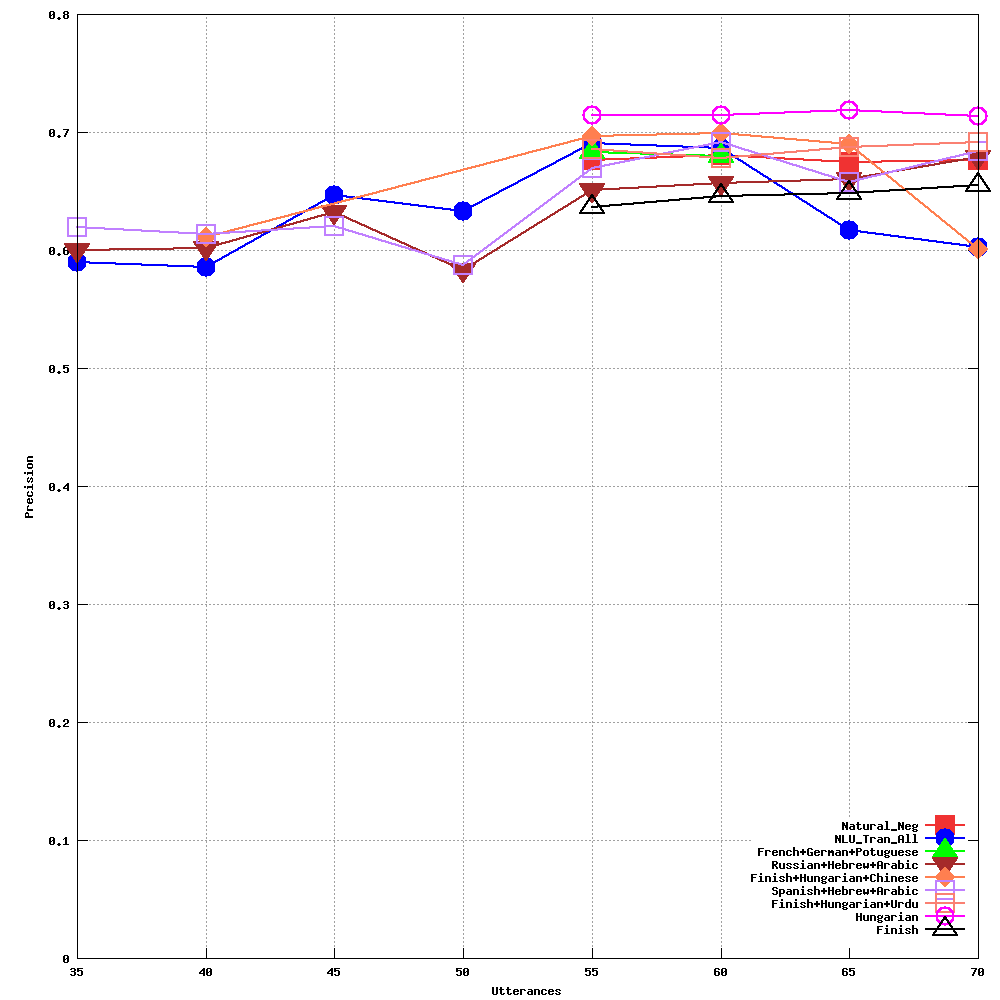 0.8
0.7
0.6
0.5
0.4
0.3
0.2
0.1
0
Precision
35 40 45 50 55 60 65 70
Utterances
Natural_Neg
NLU_Tran_All
French+German+Potuguese
Russian+Hebrew+Arabic
Finish+Hungarian+Chinese
Spanish+Hebrew+Arabic
Finish+Hungarian+Urdu
Hungarian
Finish